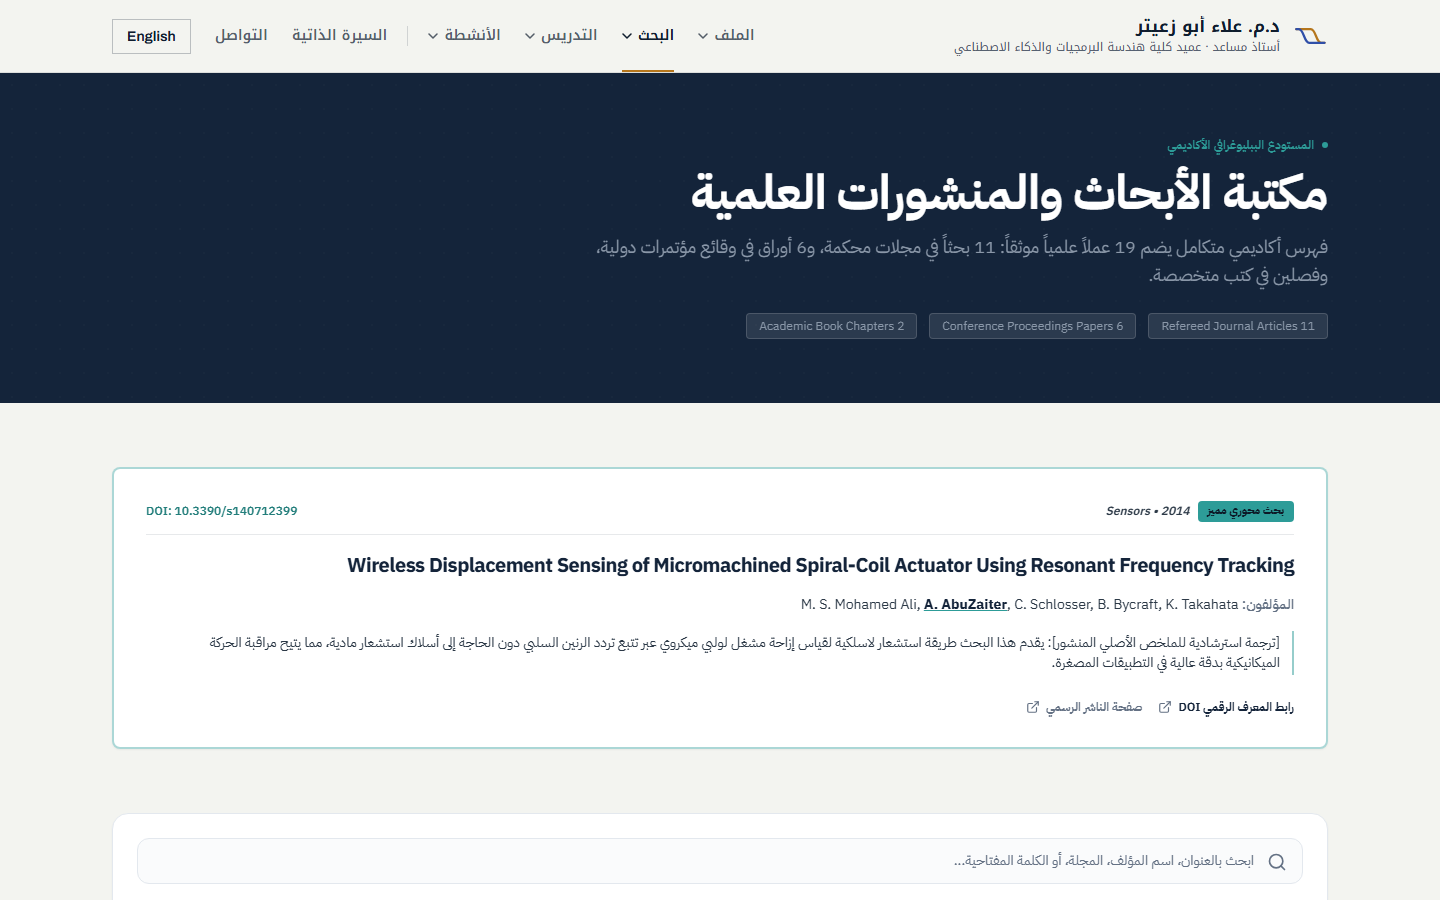 د.م. علاء أبو زعيتر
أستاذ مساعد · عميد كلية هندسة البرمجيات والذكاء الاصطناعي
الملف
البحث
التدريس
الأنشطة
السيرة الذاتية
التواصل
English
المستودع الببليوغرافي الأكاديمي
مكتبة الأبحاث والمنشورات العلمية
فهرس أكاديمي متكامل يضم 19 عملاً علمياً موثقاً: 11 بحثاً في مجلات محكمة، و6 أوراق في وقائع مؤتمرات دولية،
وفصلين في كتب متخصصة.
Refereed Journal Articles 11
Conference Proceedings Papers 6
Academic Book Chapters 2
بحث محوري مميز
Sensors • 2014
DOI: 10.3390/s140712399
Wireless Displacement Sensing of Micromachined Spiral-Coil Actuator Using Resonant Frequency Tracking
المؤلفون: M. S. Mohamed Ali, A. AbuZaiter, C. Schlosser, B. Bycraft, K. Takahata
[ترجمة استرشادية للملخص الأصلي المنشور]: يقدم هذا البحث طريقة استشعار لاسلكية لقياس إزاحة مشغل لولبي ميكروي عبر تتبع تردد الرنين السلبي دون الحاجة إلى أسلاك استشعار مادية، مما يتيح مراقبة الحركة
الميكانيكية بدقة عالية في التطبيقات المصغرة.
رابط المعرف الرقمي DOI
صفحة الناشر الرسمي
ابحث بالعنوان، اسم المؤلف، المجلة، أو الكلمة المفتاحية...